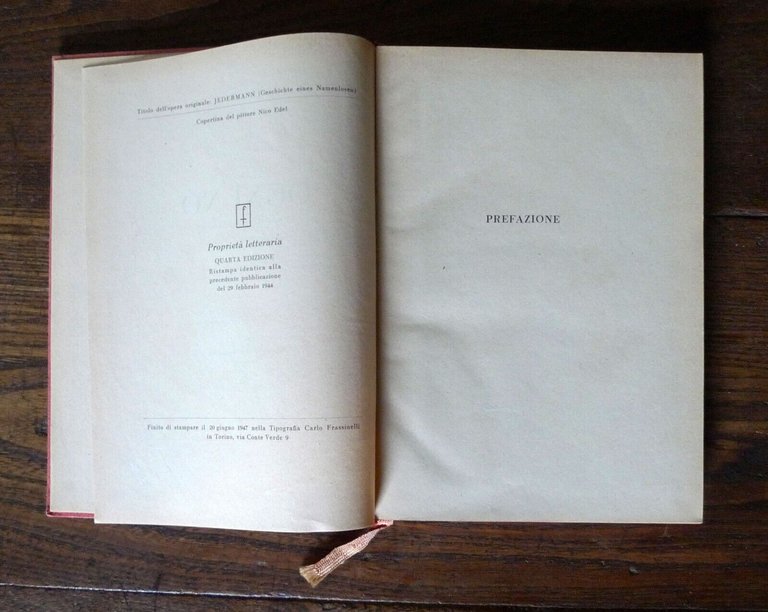 Titolo dell'opera originale: JEDERMANN (Geschichte eines Namenlosen)
Copertina del pittore Nico Edel
f
Proprietà letteraria
QUARTA EDIZIONE
Ristampa identica alla
precedente pubblicazione
del 29 febbraio 1944
Finito di stampare il 20 giugno 1947 nella Tipografia Carlo Frassinelli
in Torino, via Conte Verde 9
PREFAZIONE